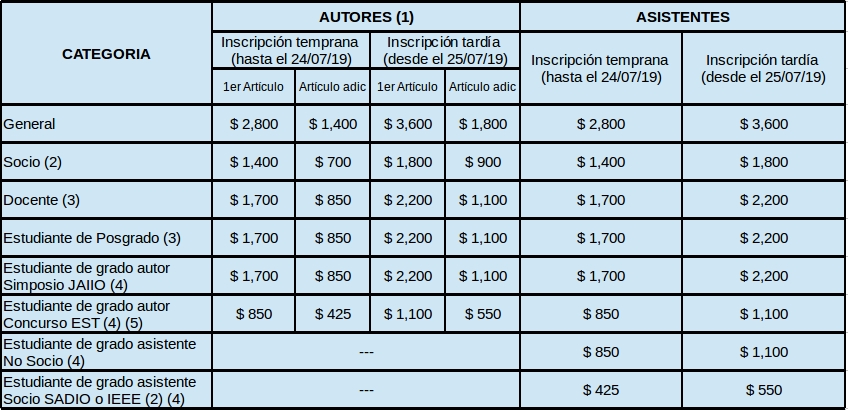 CATEGORIA AUTORES (1) ASISTENTES
Inscripción temprana Inscripción tardía Inscripción temprana Inscripción tardía
(hasta el 24/07/19) (desde el 25/07/19) (hasta el 24/07/19) (desde el 25/07/19)
1er Artículo Artículo adic 1er Artículo Artículo adic
General $ 2,800 $ 1,400 $ 3,600 $ 1,800 $ 2,800 $ 3,600
Socio (2) $ 1,400 $ 700 $ 1,800 $ 900 $ 1,400 $ 1,800
Docente (3) $ 1,700 $ 850 $ 2,200 $ 1,100 $ 1,700 $ 2,200
Estudiante de Posgrado (3) $ 1,700 $ 850 $ 2,200 $ 1,100 $ 1,700 $ 2,200
Estudiante de grado autor
Simposio JAIIO (4) $ 1,700 $ 850 $ 2,200 $ 1,100 $ 1,700 $ 2,200
Estudiante de grado autor
Concurso EST (4) (5) $ 850 $ 425 $ 1,100 $ 550 $ 850 $ 1,100
Estudiante de grado asistente
No Socio (4) --- $ 850 $ 1,100
Estudiante de grado asistente
Socio SADIO o IEEE (2) (4) --- $ 425 $ 550